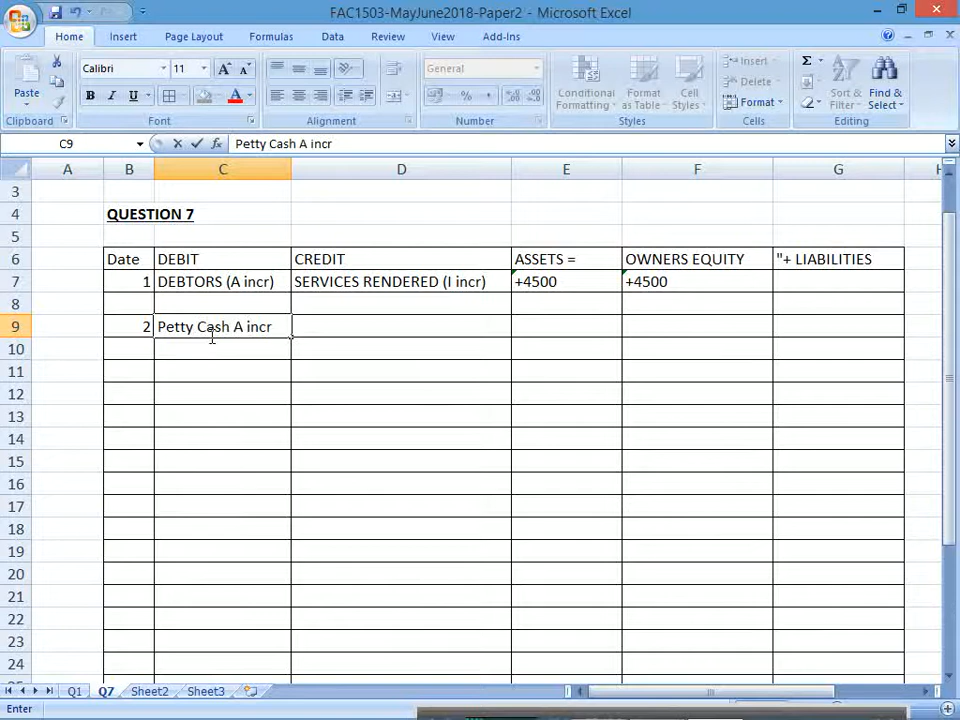 FAC1503-MayJune2018-Paper2 - Microsoft Excel
Home Insert Page Layout Formulas Data Review View Add-Ins
Paste Calibri 11 General Conditional Formatting Format as Table Cell Styles Insert Delete Format Sort & Filter Find & Select
B I U
Clipboard Font Alignment Number Styles Cells Editing
C9 Petty Cash A incr
A B C D E F G H
3
4 QUESTION 7
5
6 Date DEBIT CREDIT ASSETS = OWNERS EQUITY "+ LIABILITIES
7 1 DEBTORS (A incr) SERVICES RENDERED (I incr) +4500 +4500
8
9 2 Petty Cash A incr
10
11
12
13
14
15
16
17
18
19
20
21
22
23
24
Q1 Q7 Sheet2 Sheet3
Enter